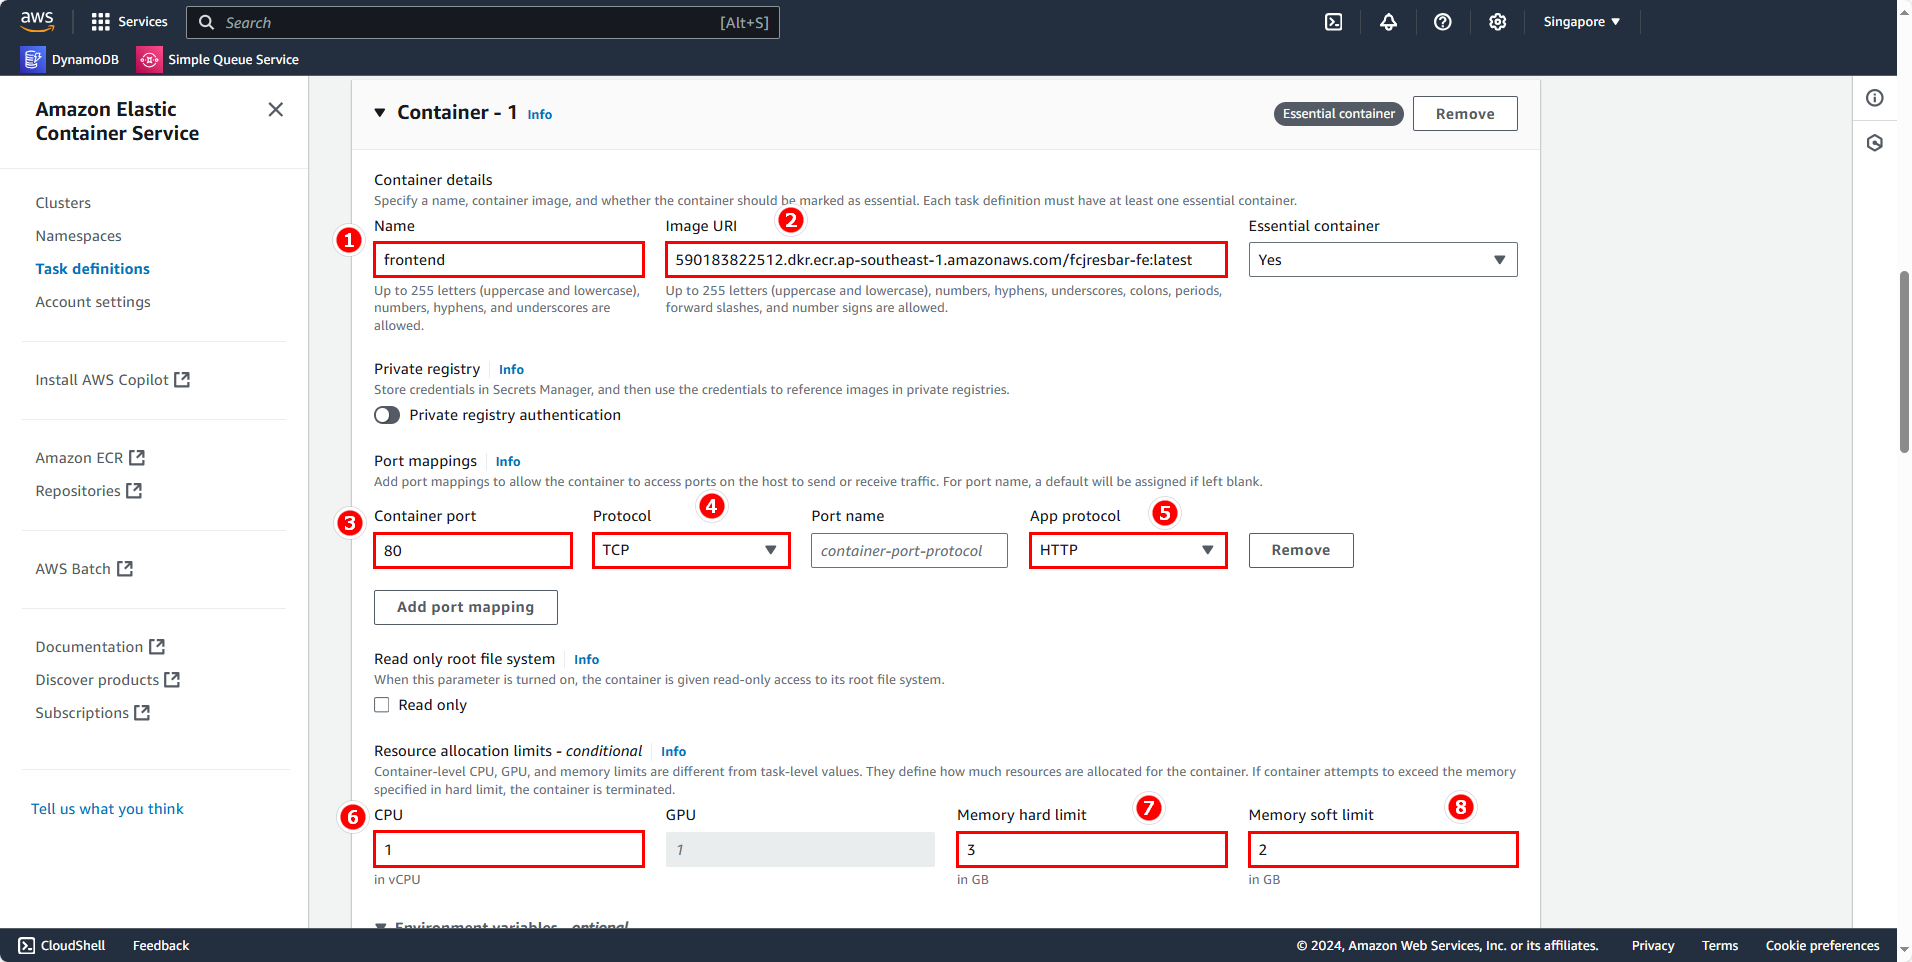 aws
Services
Search
[Alt+S]
Singapore
DynamoDB
Simple Queue Service
Amazon Elastic
Container Service
Clusters
Namespaces
Task definitions
Account settings
Install AWS Copilot
Amazon ECR
Repositories
AWS Batch
Documentation
Discover products
Subscriptions
Tell us what you think
Container - 1 Info
Essential container
Remove
Container details
Specify a name, container image, and whether the container should be marked as essential. Each task definition must have at least one essential container.
1
Name
frontend
Up to 255 letters (uppercase and lowercase),
numbers, hyphens, and underscores are
allowed.
2
Image URI
590183822512.dkr.ecr.ap-southeast-1.amazonaws.com/fcjresbar-fe:latest
Up to 255 letters (uppercase and lowercase), numbers, hyphens, underscores, colons, periods,
forward slashes, and number signs are allowed.
Essential container
Yes
Private registry Info
Store credentials in Secrets Manager, and then use the credentials to reference images in private registries.
Private registry authentication
Port mappings Info
Add port mappings to allow the container to access ports on the host to send or receive traffic. For port name, a default will be assigned if left blank.
3
Container port
80
4
Protocol
TCP
Port name
container-port-protocol
5
App protocol
HTTP
Remove
Add port mapping
Read only root file system Info
When this parameter is turned on, the container is given read-only access to its root file system.
Read only
Resource allocation limits - conditional Info
Container-level CPU, GPU, and memory limits are different from task-level values. They define how much resources are allocated for the container. If container attempts to exceed the memory
specified in hard limit, the container is terminated.
6
CPU
1
in vCPU
GPU
1
7
Memory hard limit
3
in GB
8
Memory soft limit
2
in GB
Environment variables - optional
CloudShell
Feedback
© 2024, Amazon Web Services, Inc. or its affiliates.
Privacy
Terms
Cookie preferences